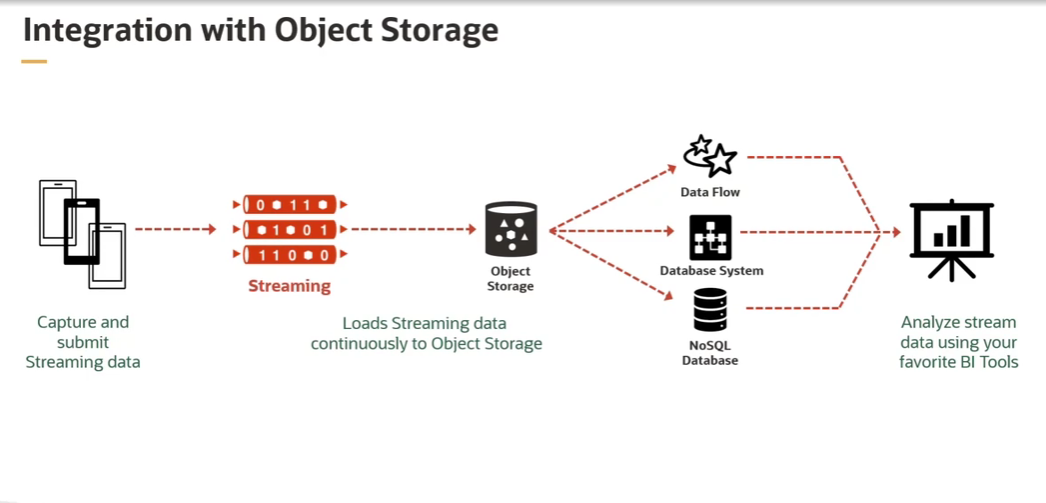 Integration with Object Storage
0 1 1
1 0 1
1 1 0 0
Streaming
Capture and
submit
Streaming data
Loads Streaming data
continuously to Object Storage
Object
Storage
Data Flow
Database System
NoSQL
Database
Analyze stream
data using your
favorite BI Tools